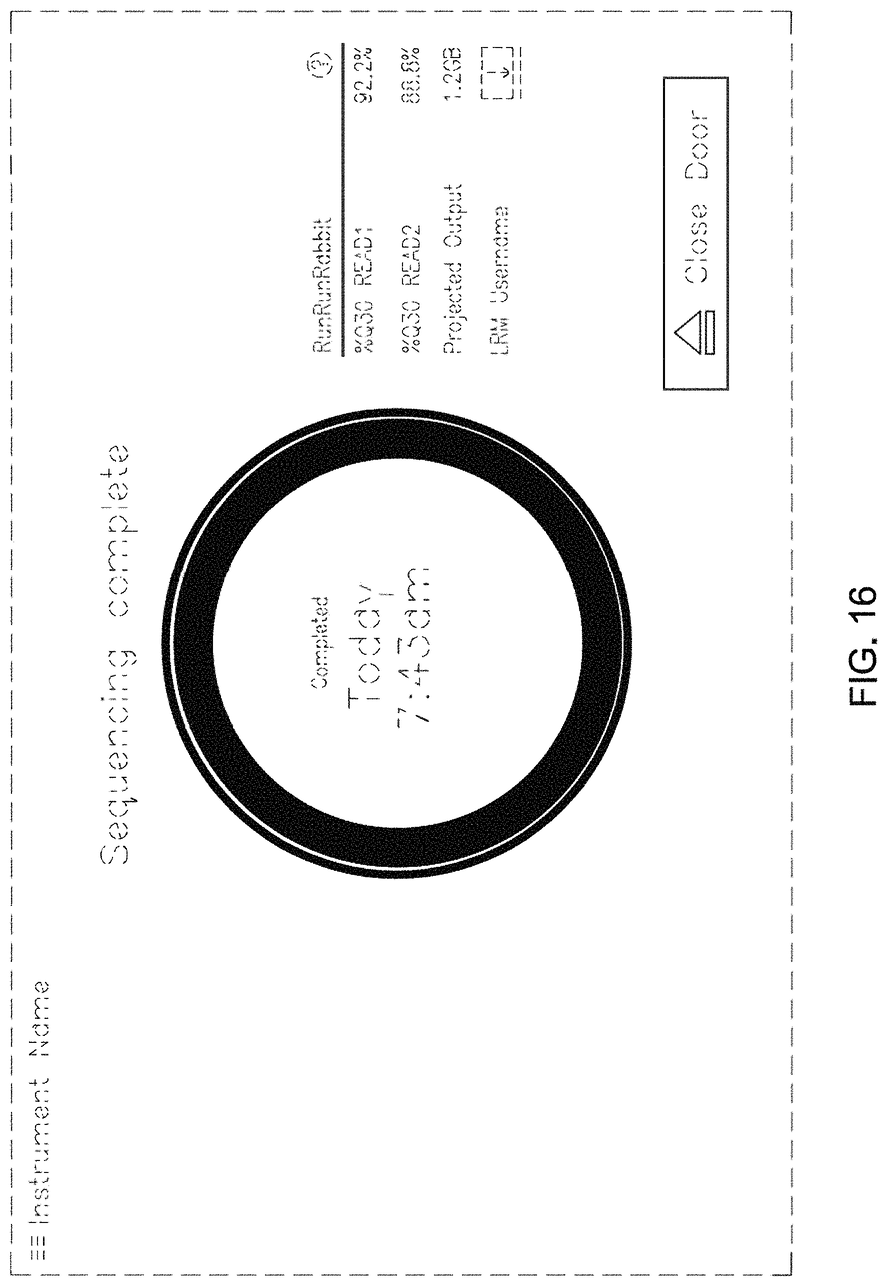 Instrument Name
Sequencing complete
Completed
Today
7:43am
RunRunRabbit
%Q30 READ1 92.2%
%Q30 READ2 88.8%
Projected Output 1.2GB
LRM Username
Close Door
FIG. 16